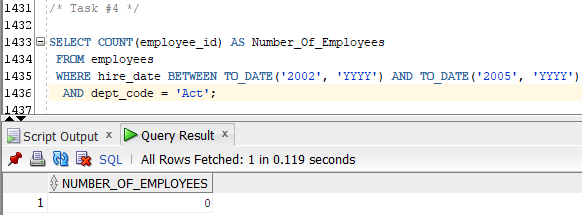 1431 /* Task #4 */
1432
1433 SELECT COUNT(employee_id) AS Number_Of_Employees
1434 FROM employees
1435 WHERE hire_date BETWEEN TO_DATE('2002', 'YYYY') AND TO_DATE('2005', 'YYYY')
1436 AND dept_code = 'Act';
1437
Script Output × Query Result ×
SQL | All Rows Fetched: 1 in 0.119 seconds
NUMBER_OF_EMPLOYEES
1 0